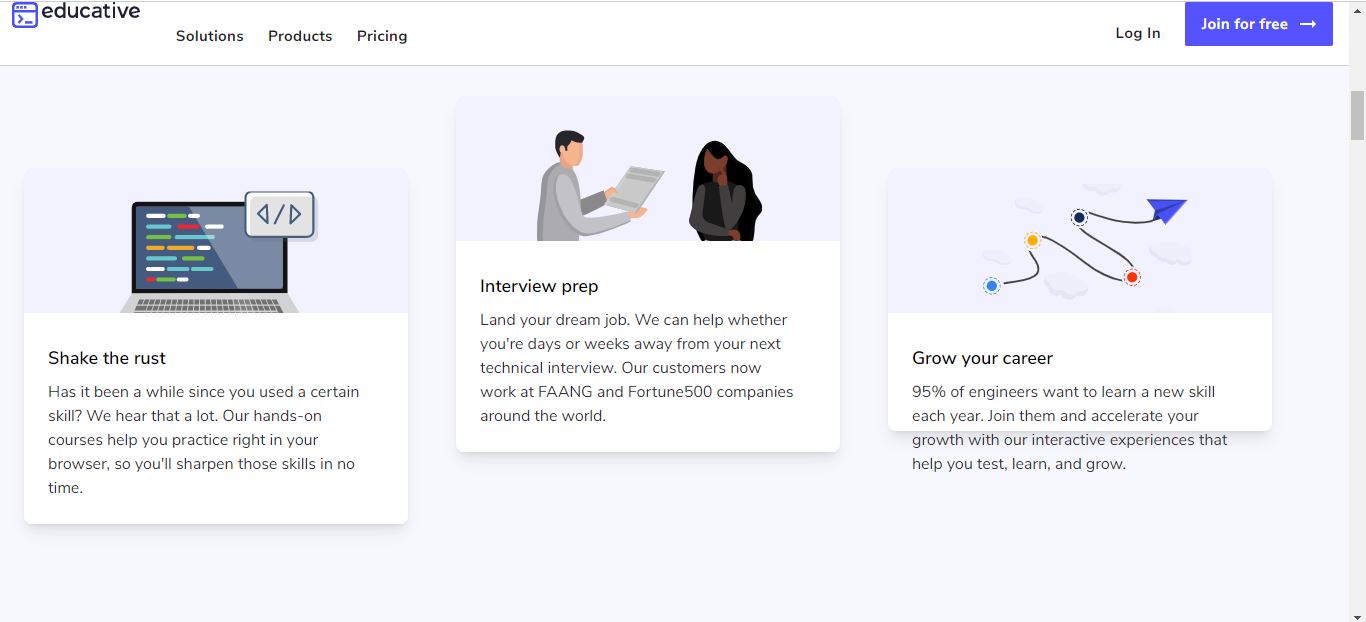 educative
Solutions Products Pricing
Log In
Join for free →
</>
Shake the rust
Has it been a while since you used a certain
skill? We hear that a lot. Our hands-on
courses help you practice right in your
browser, so you'll sharpen those skills in no
time.
Interview prep
Land your dream job. We can help whether
you're days or weeks away from your next
technical interview. Our customers now
work at FAANG and Fortune500 companies
around the world.
Grow your career
95% of engineers want to learn a new skill
each year. Join them and accelerate your
growth with our interactive experiences that
help you test, learn, and grow.